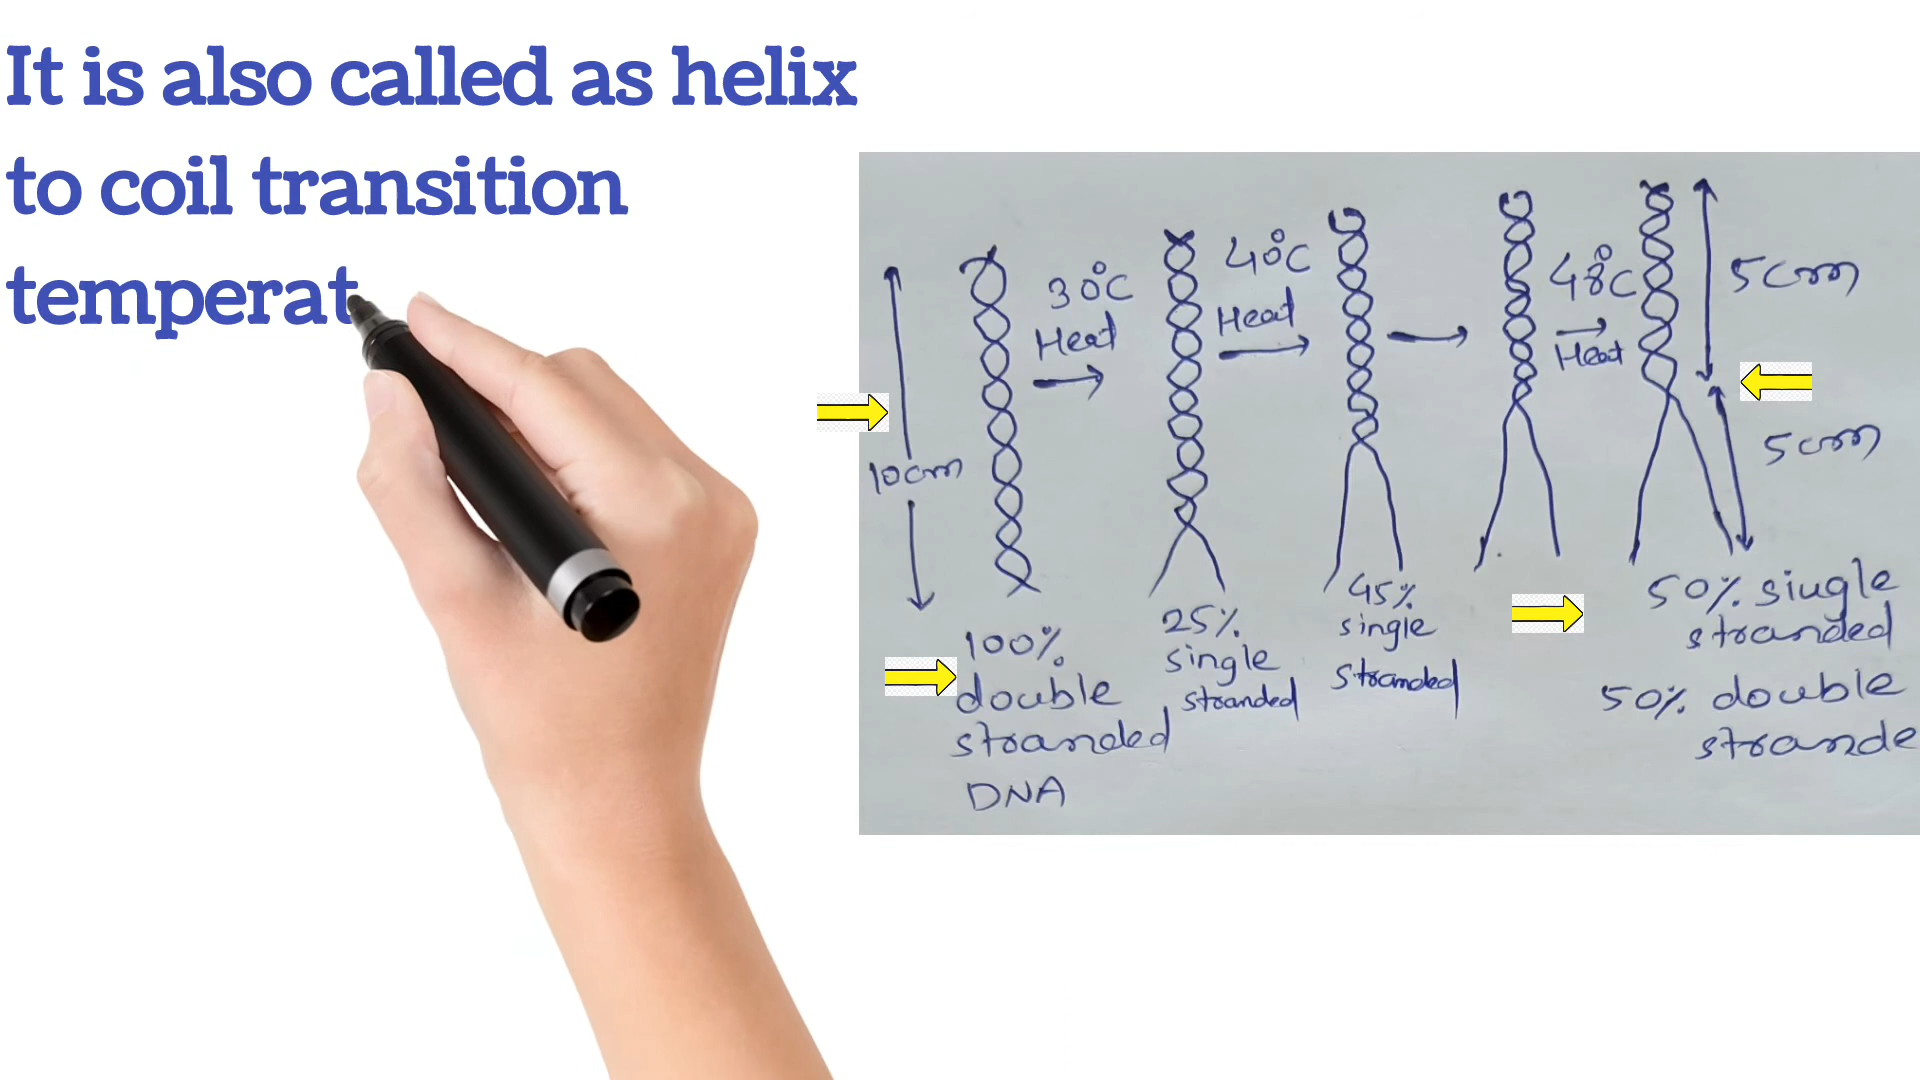 It is also called as helix
to coil transition
temperat
10cm
30°C
Heat
40°C
Heat
48°C
Heat
5cm
5cm
100%
double
stranded
DNA
25%
single
stranded
45%
single
stranded
50% single
stranded
50% double
strande